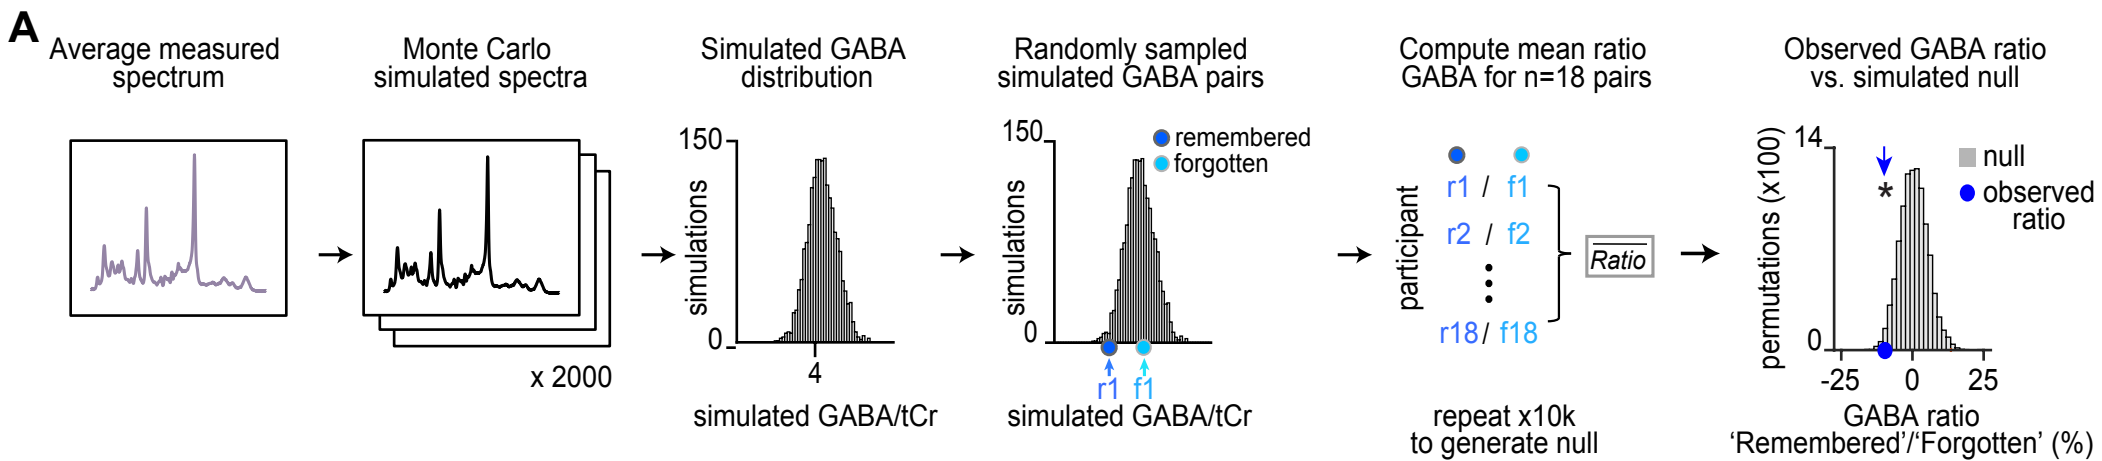 A
Average measured
spectrum
Monte Carlo
simulated spectra
x 2000
Simulated GABA
distribution
150
simulations
0
4
simulated GABA/tCr
Randomly sampled
simulated GABA pairs
150
remembered
forgotten
simulations
0
r1 f1
simulated GABA/tCr
Compute mean ratio
GABA for n=18 pairs
participant
r1 / f1
r2 / f2
r18/ f18
Ratio
repeat x10k
to generate null
Observed GABA ratio
vs. simulated null
14
permutations (x100)
null
observed
ratio
*
0
-25 0 25
GABA ratio
‘Remembered’/‘Forgotten’ (%)